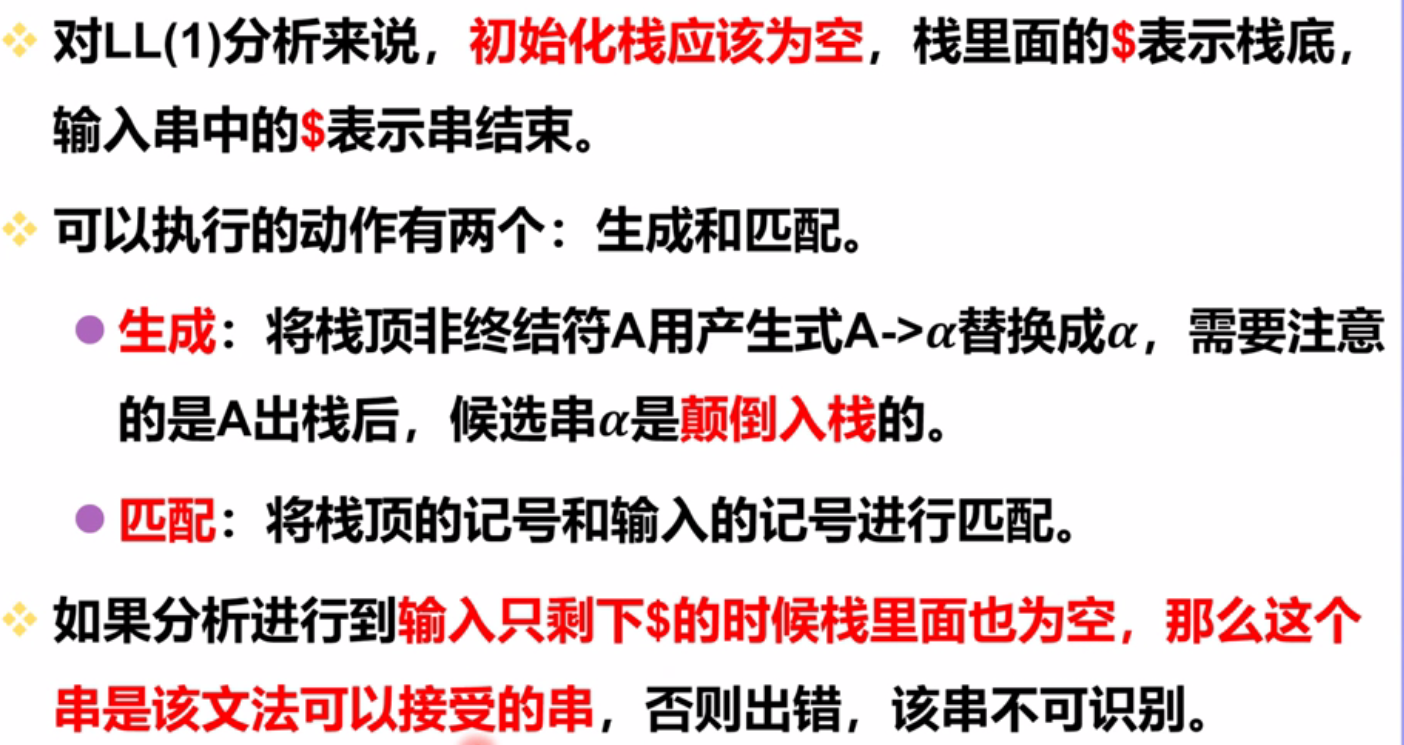 对LL(1)分析来说，初始化栈应该为空，栈里面的$表示栈底，
输入串中的$表示串结束。
可以执行的动作有两个：生成和匹配。
生成：将栈顶非终结符A用产生式A->α替换成α，需要注意
的是A出栈后，候选串α是颠倒入栈的。
匹配：将栈顶的记号和输入的记号进行匹配。
如果分析进行到输入只剩下$的时候栈里面也为空，那么这个
串是该文法可以接受的串，否则出错，该串不可识别。